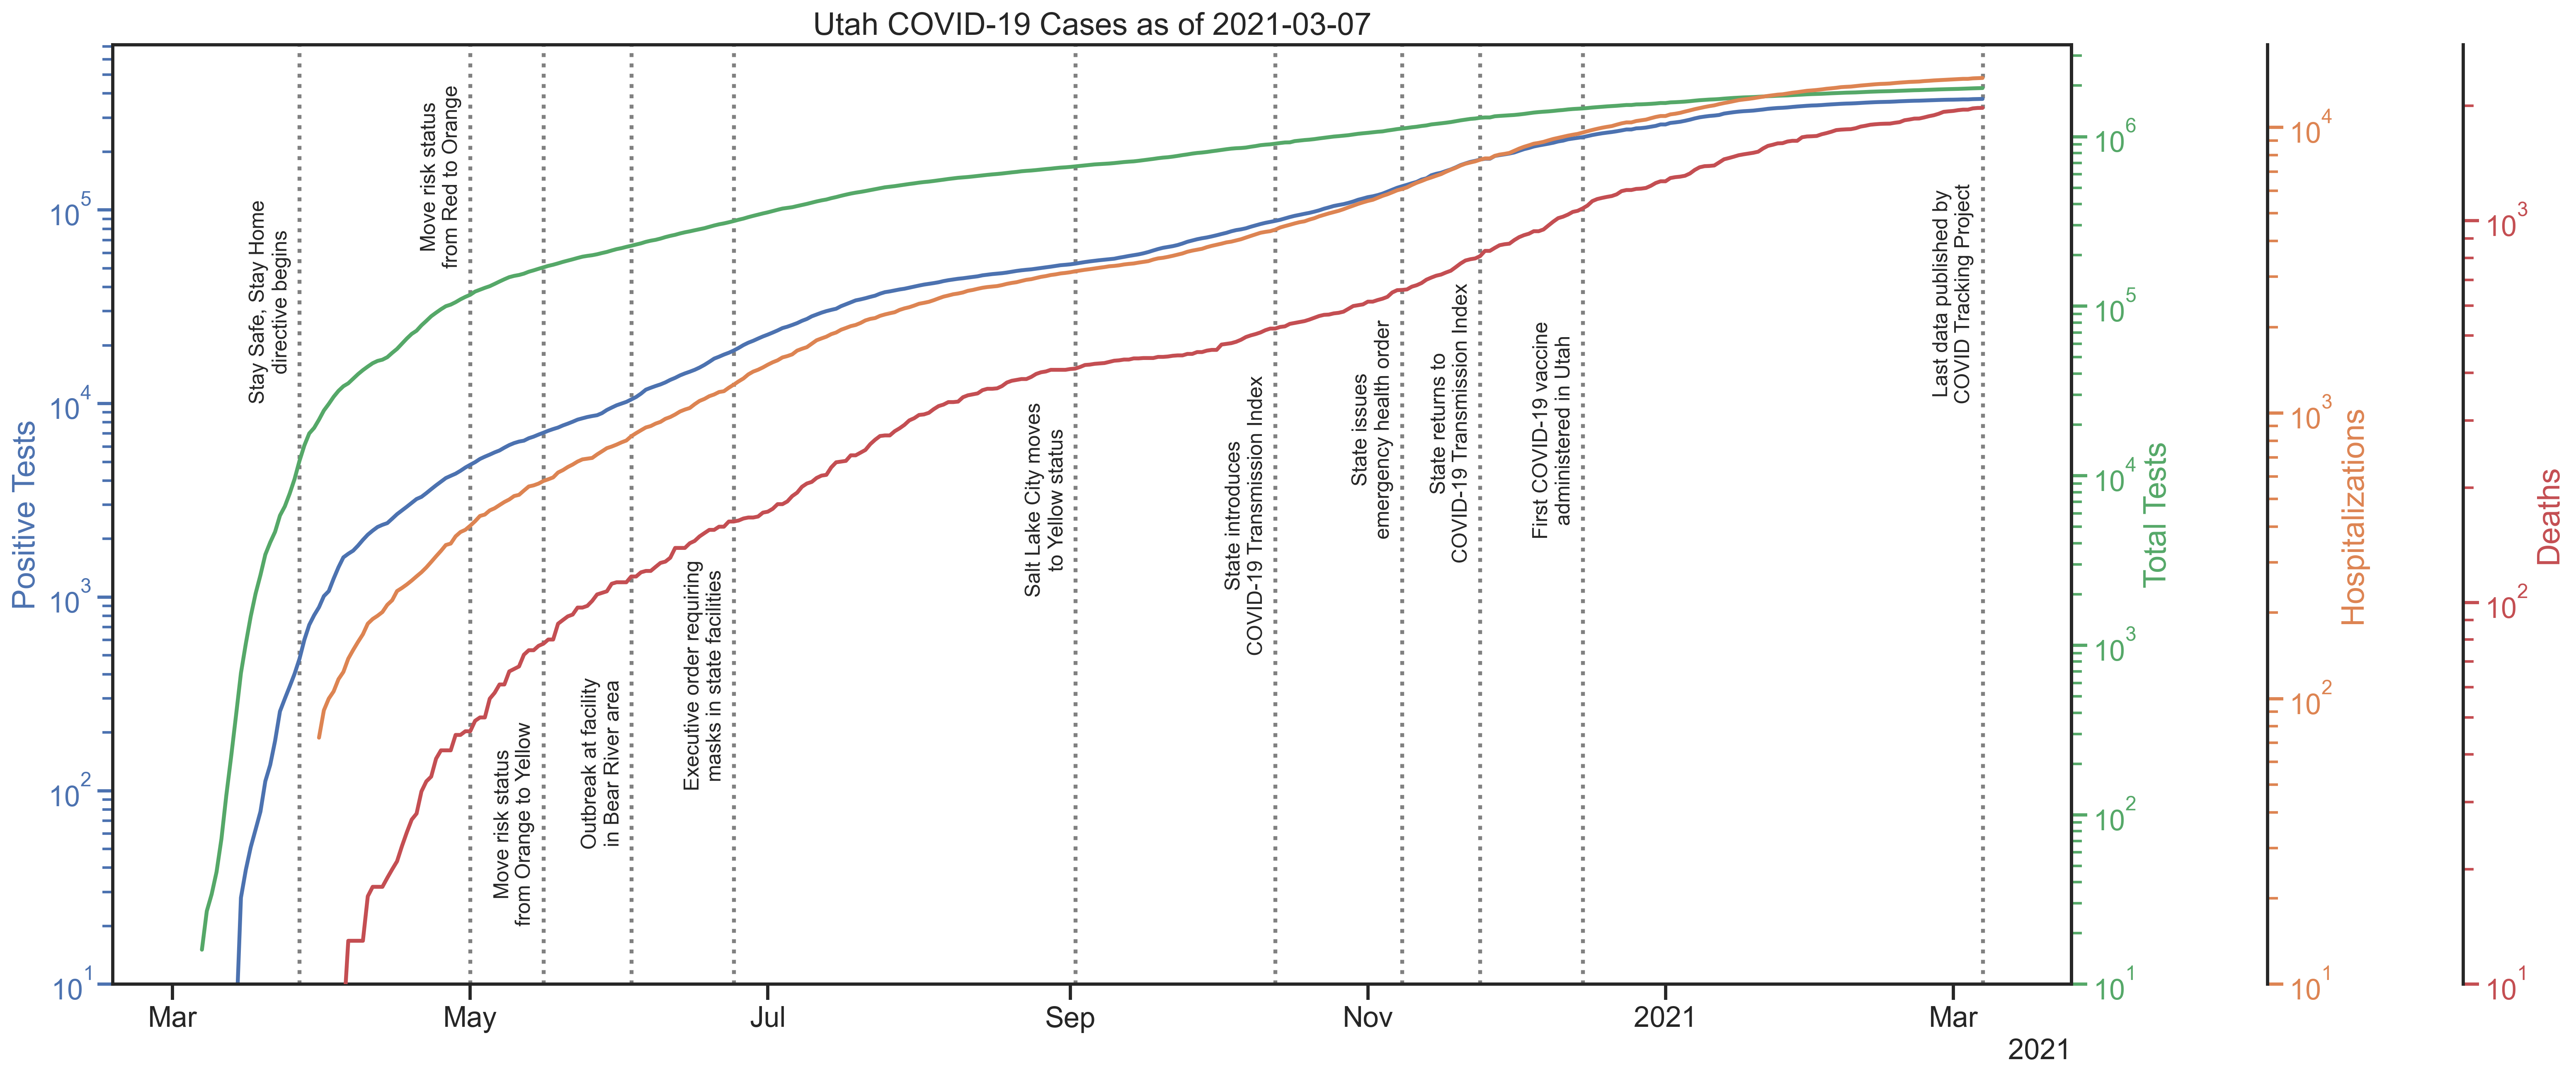 Utah COVID-19 Cases as of 2021-03-07
Positive Tests
10^5
10^4
10^3
10^2
10^1
Stay Safe, Stay Home
directive begins
Move risk status
from Red to Orange
Move risk status
from Orange to Yellow
Outbreak at facility
in Bear River area
Executive order requiring
masks in state facilities
Salt Lake City moves
to Yellow status
State introduces
COVID-19 Transmission Index
State issues
emergency health order
State returns to
COVID-19 Transmission Index
First COVID-19 vaccine
administered in Utah
Last data published by
COVID Tracking Project
10^6
10^5
10^4
10^3
10^2
10^1
Total Tests
10^4
10^3
10^2
10^1
Hospitalizations
10^3
10^2
10^1
Deaths
Mar
May
Jul
Sep
Nov
2021
Mar
2021